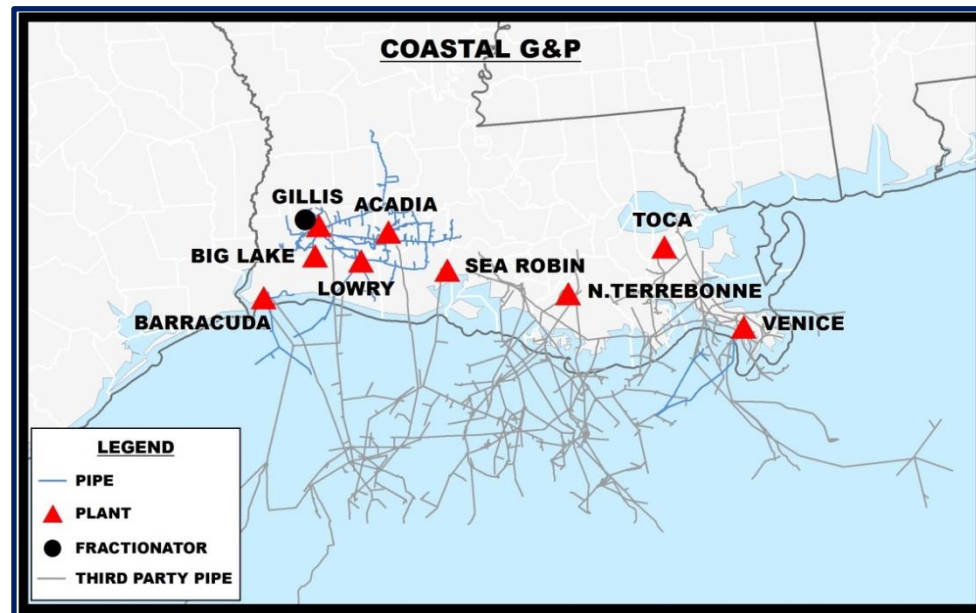 COASTAL G&P
GILLIS
ACADIA
TOCA
BIG LAKE
SEA ROBIN
LOWRY
N.TERREBONNE
BARRACUDA
VENICE
LEGEND
PIPE
PLANT
FRACTIONATOR
THIRD PARTY PIPE